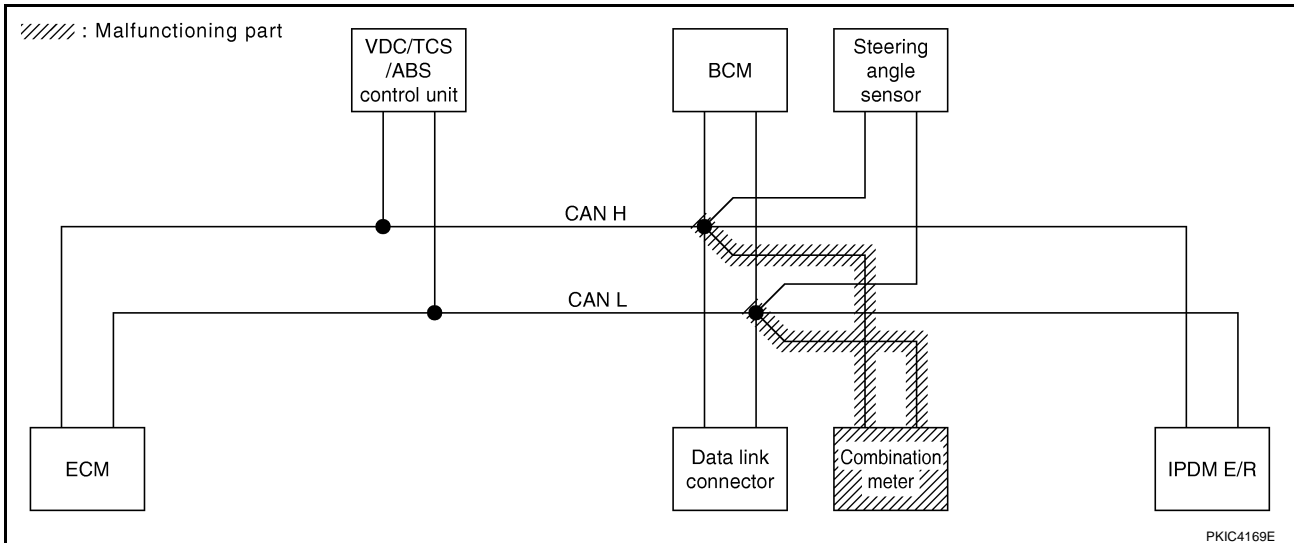 : Malfunctioning part
VDC/TCS
/ABS
control unit
BCM
Steering
angle
sensor
CAN H
CAN L
ECM
Data link
connector
Combination
meter
IPDM E/R
PKIC4169E